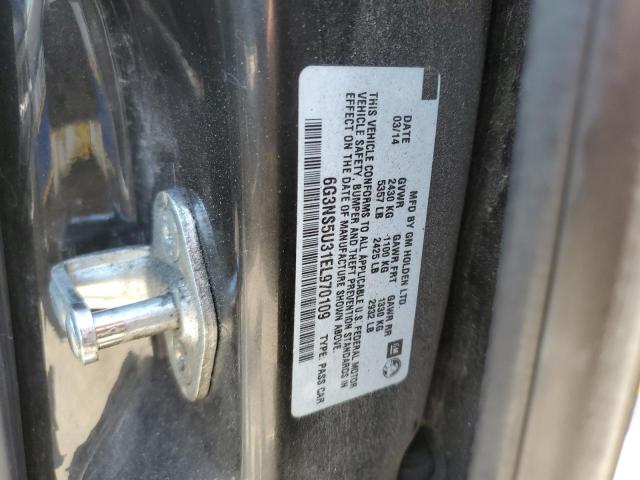 MFD BY GM HOLDEN LTD.
DATE GVWR GAWR FRT GAWR RR
03/14 2430 KG 1100 KG 1330 KG
5357 LB 2425 LB 2932 LB
THIS VEHICLE CONFORMS TO ALL APPLICABLE U.S. FEDERAL MOTOR
VEHICLE SAFETY, BUMPER AND THEFT PREVENTION STANDARDS IN
EFFECT ON THE DATE OF MANUFACTURE SHOWN ABOVE.
6G3NS5U31EL970109 TYPE: PASS CAR
GM